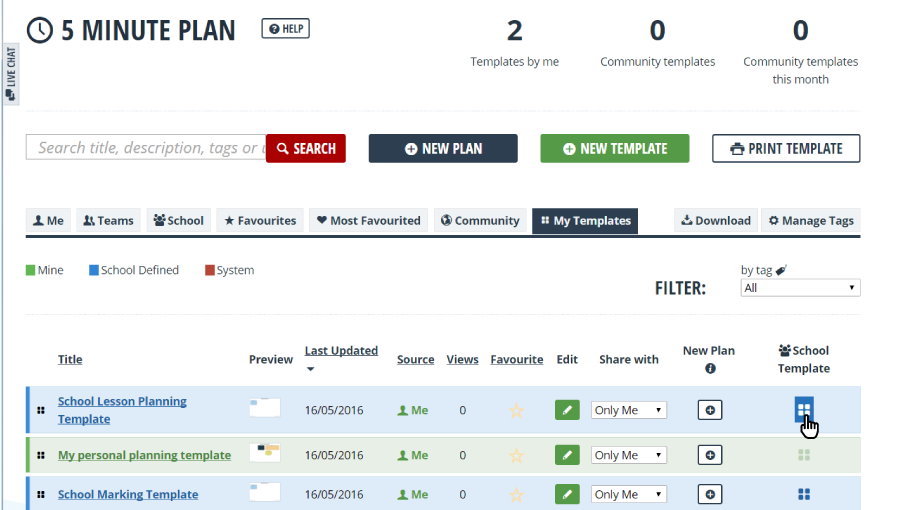 5 MINUTE PLAN
? HELP
2
0
0
Templates by me
Community templates
Community templates
this month
LIVE CHAT
Search title, description, tags or
SEARCH
NEW PLAN
NEW TEMPLATE
PRINT TEMPLATE
Me
Teams
School
Favourites
Most Favourited
Community
My Templates
Download
Manage Tags
Mine
School Defined
System
by tag
FILTER:
All
Title
Preview
Last Updated
Source
Views
Favourite
Edit
Share with
New Plan
School
Template
School Lesson Planning
Template
16/05/2016
Me
0
Only Me
My personal planning template
16/05/2016
Me
0
Only Me
School Marking Template
16/05/2016
Me
0
Only Me